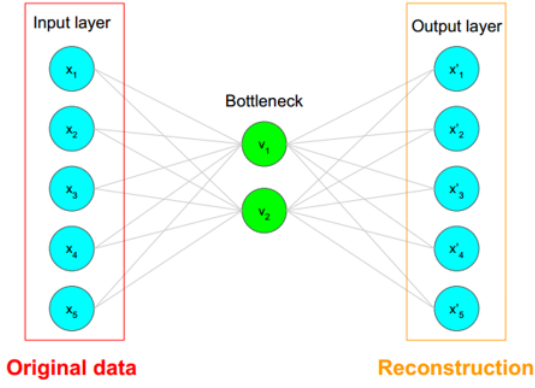 Input layer
Output layer
x1
x'1
Bottleneck
x2
v1
x'2
x3
v2
x'3
x4
x'4
x5
x'5
Original data
Reconstruction